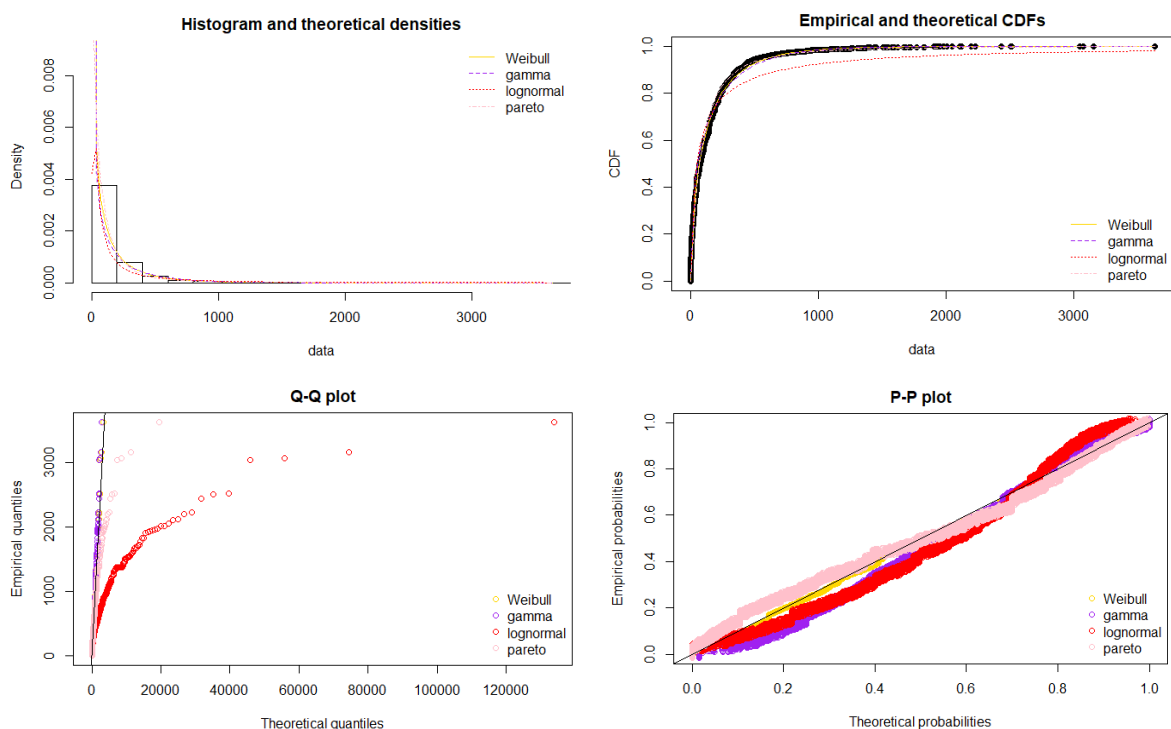 Histogram and theoretical densities
Density
0.000
0.002
0.004
0.006
0.008
Weibull
gamma
lognormal
pareto
0 1000 2000 3000
data
Empirical and theoretical CDFs
CDF
0.0
0.2
0.4
0.6
0.8
1.0
Weibull
gamma
lognormal
pareto
0 1000 2000 3000
data
Q-Q plot
Empirical quantiles
0
1000
2000
3000
Weibull
gamma
lognormal
pareto
0 20000 40000 60000 80000 100000 120000
Theoretical quantiles
P-P plot
Empirical probabilities
0.0
0.2
0.4
0.6
0.8
1.0
Weibull
gamma
lognormal
pareto
0.0 0.2 0.4 0.6 0.8 1.0
Theoretical probabilities